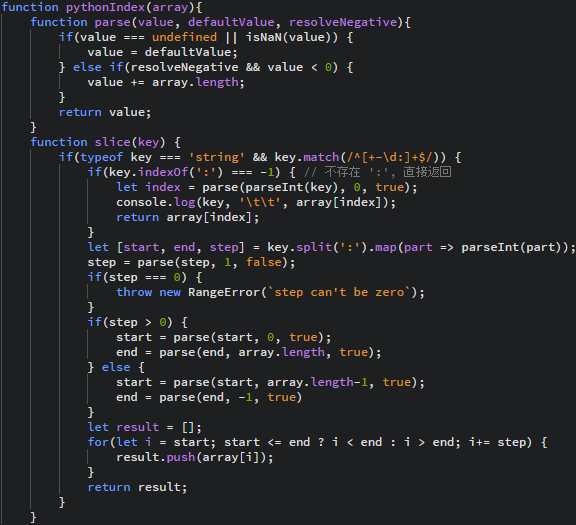 function pythonIndex(array){
    function parse(value, defaultValue, resolveNegative){
        if(value === undefined || isNaN(value)) {
            value = defaultValue;
        } else if(resolveNegative && value < 0) {
            value += array.length;
        }
        return value;
    }
    function slice(key) {
        if(typeof key === 'string' && key.match(/^[+-\d:]+$/)) {
            if(key.indexOf(':') === -1) { // 不存在 ':', 直接返回
                let index = parse(parseInt(key), 0, true);
                console.log(key, '\t\t', array[index]);
                return array[index];
            }
            let [start, end, step] = key.split(':').map(part => parseInt(part));
            step = parse(step, 1, false);
            if(step === 0) {
                throw new RangeError(`step can't be zero`);
            }
            if(step > 0) {
                start = parse(start, 0, true);
                end = parse(end, array.length, true);
            } else {
                start = parse(start, array.length-1, true);
                end = parse(end, -1, true)
            }
            let result = [];
            for(let i = start; start <= end ? i < end : i > end; i+= step) {
                result.push(array[i]);
            }
            return result;
        }
    }